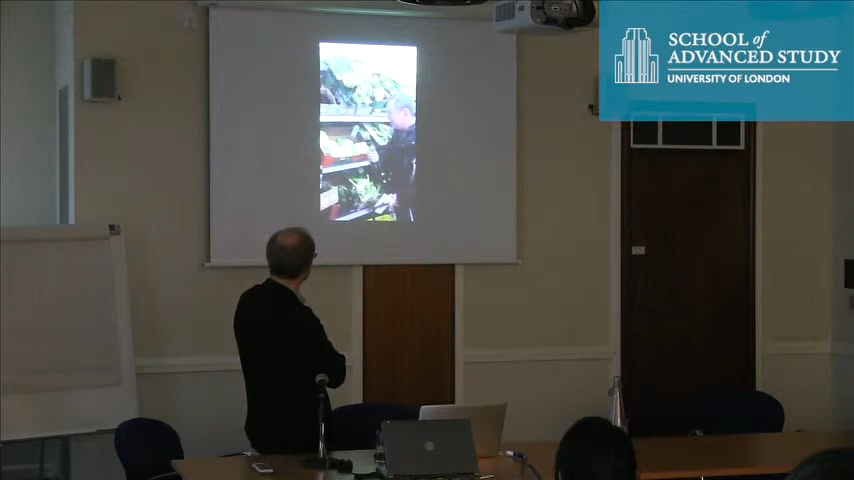 SCHOOL of
ADVANCED STUDY
UNIVERSITY OF LONDON